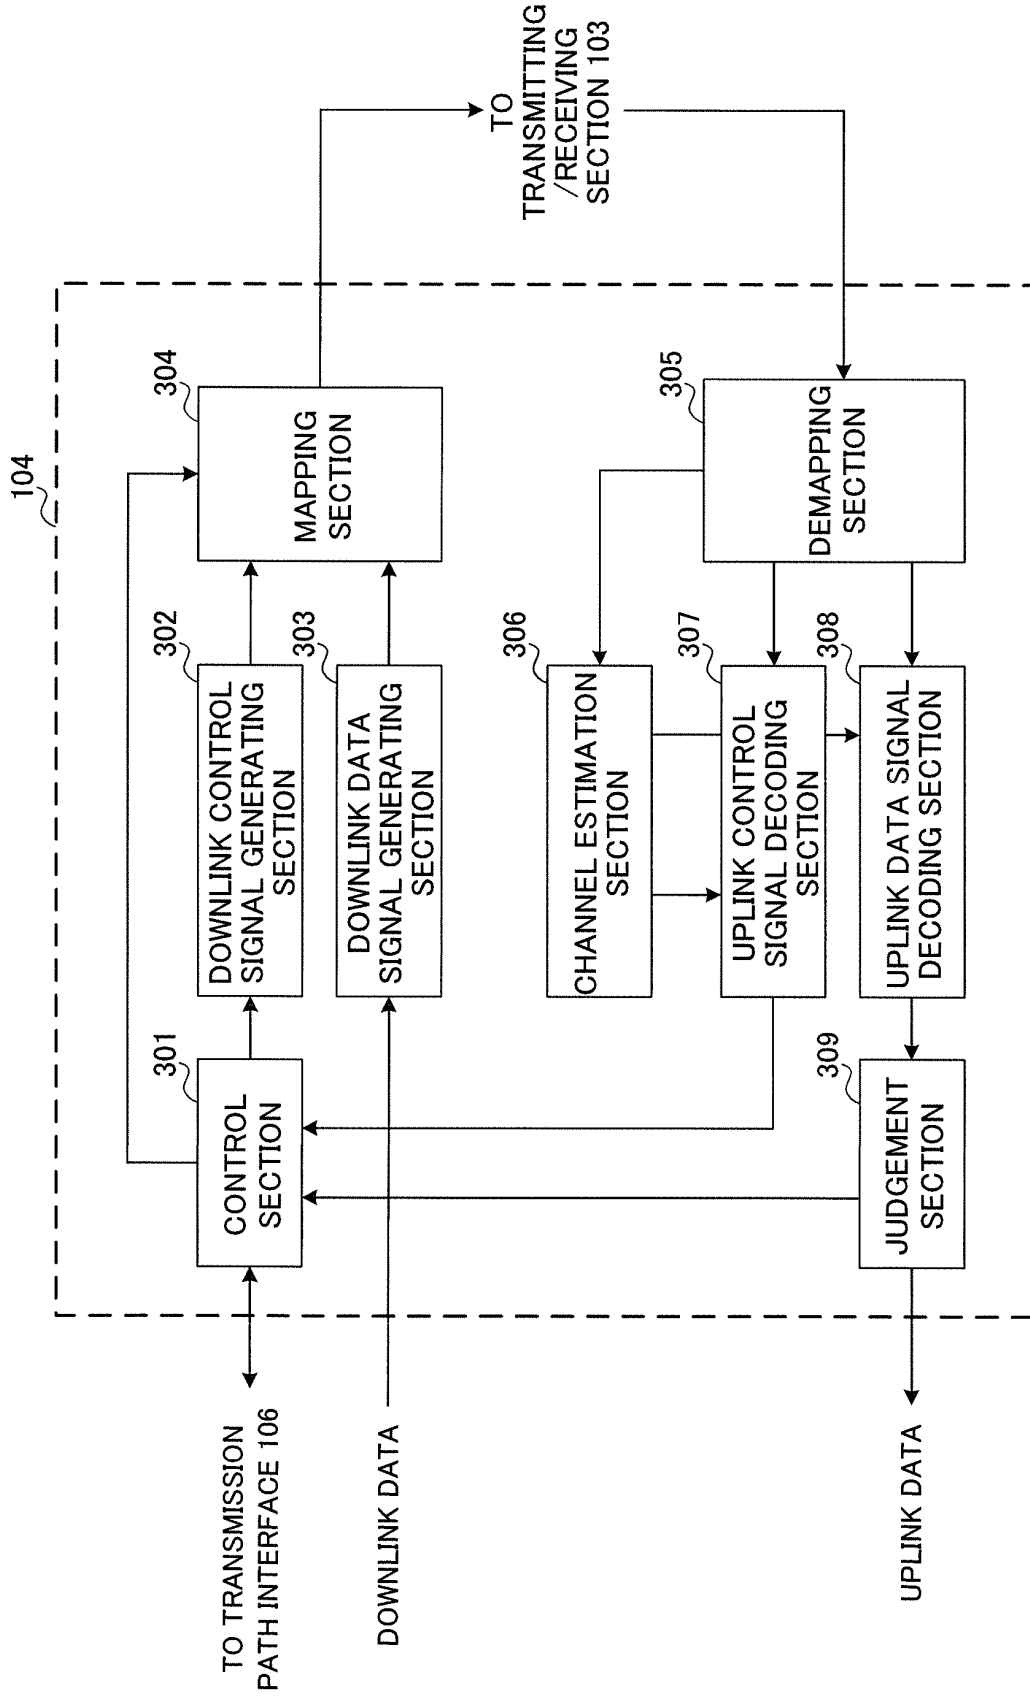 104
TO TRANSMISSION
PATH INTERFACE 106
301
CONTROL
SECTION
302
DOWNLINK CONTROL
SIGNAL GENERATING
SECTION
304
MAPPING
SECTION
DOWNLINK DATA
303
DOWNLINK DATA
SIGNAL GENERATING
SECTION
TO
TRANSMITTING
/RECEIVING
SECTION 103
306
CHANNEL ESTIMATION
SECTION
305
DEMAPPING
SECTION
307
UPLINK CONTROL
SIGNAL DECODING
SECTION
308
UPLINK DATA SIGNAL
DECODING SECTION
309
JUDGEMENT
SECTION
UPLINK DATA